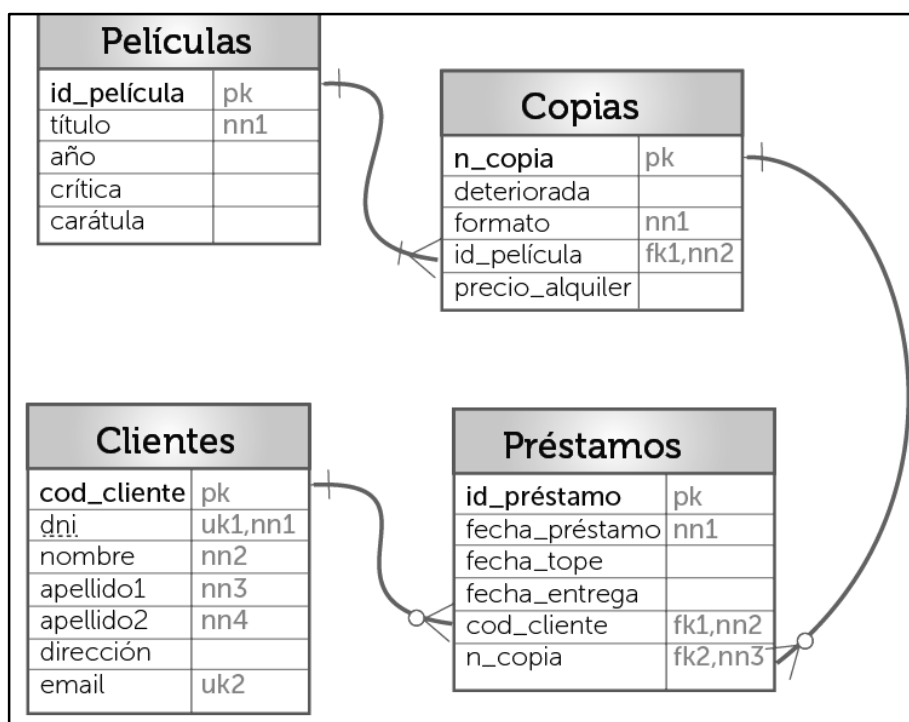 Películas
id_película pk
título nn1
año
crítica
carátula
Copias
n_copia pk
deteriorada
formato nn1
id_película fk1,nn2
precio_alquiler
Clientes
cod_cliente pk
dni uk1,nn1
nombre nn2
apellido1 nn3
apellido2 nn4
dirección
email uk2
Préstamos
id_préstamo pk
fecha_préstamo nn1
fecha_tope
fecha_entrega
cod_cliente fk1,nn2
n_copia fk2,nn3